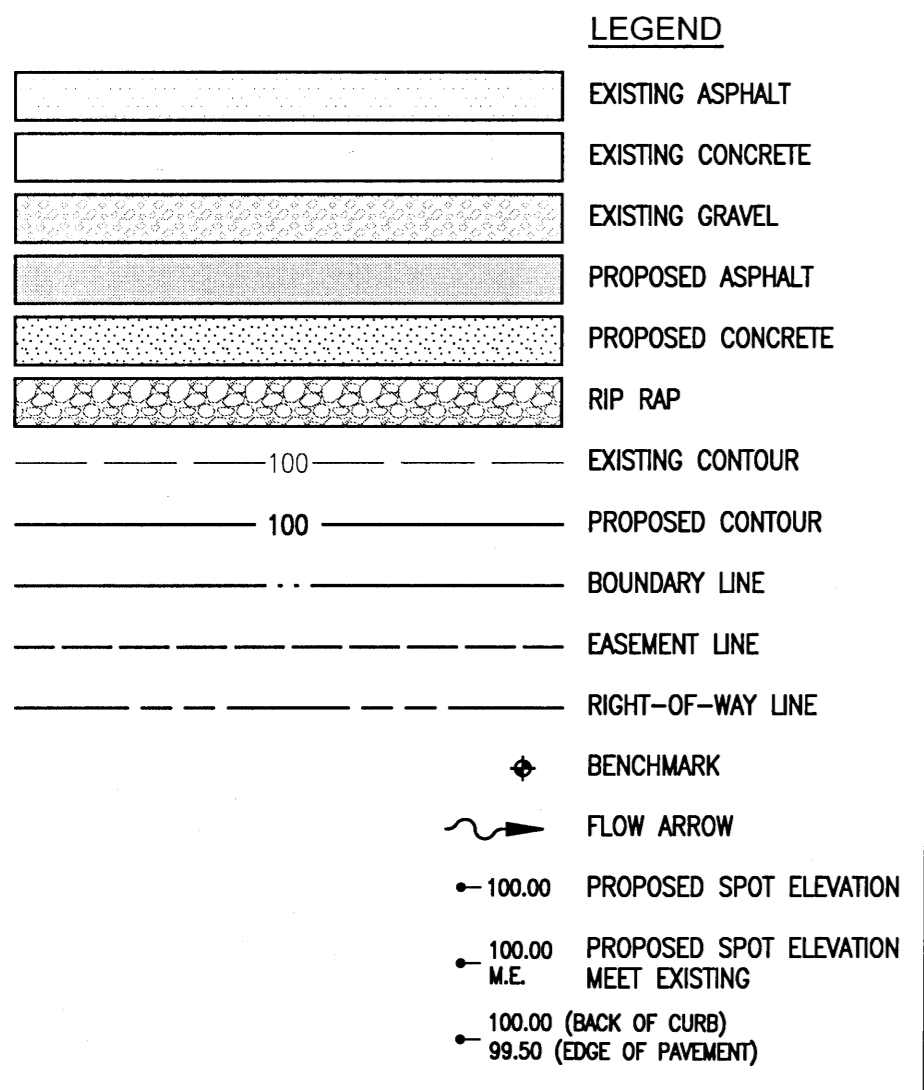 LEGEND
EXISTING ASPHALT
EXISTING CONCRETE
EXISTING GRAVEL
PROPOSED ASPHALT
PROPOSED CONCRETE
RIP RAP
100 EXISTING CONTOUR
100 PROPOSED CONTOUR
BOUNDARY LINE
EASEMENT LINE
RIGHT-OF-WAY LINE
BENCHMARK
FLOW ARROW
100.00 PROPOSED SPOT ELEVATION
100.00 PROPOSED SPOT ELEVATION
M.E. MEET EXISTING
100.00 (BACK OF CURB)
99.50 (EDGE OF PAVEMENT)